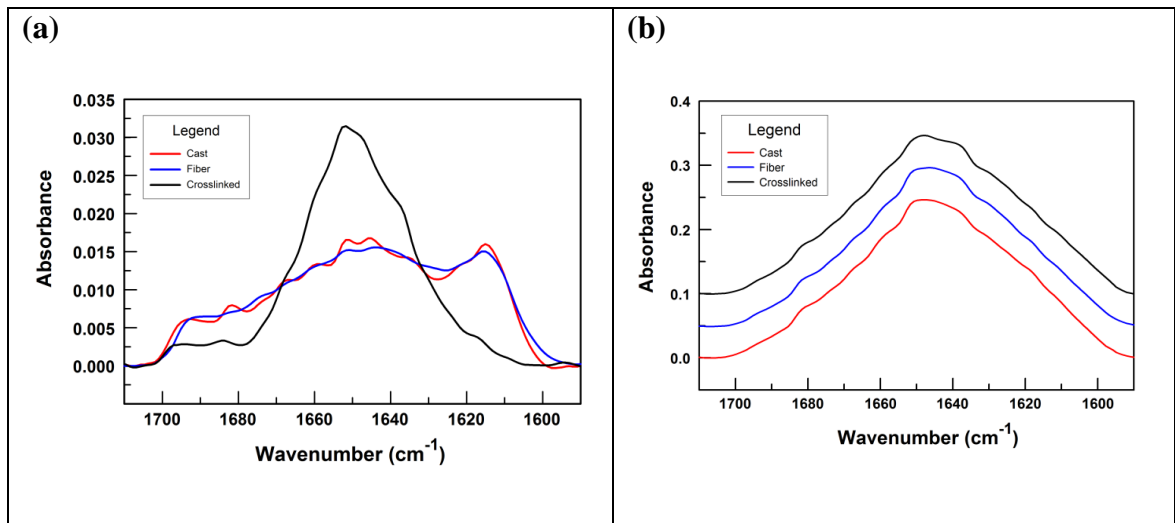 (a)
0.035
0.030
0.025
0.020
0.015
0.010
0.005
0.000
Absorbance
Legend
Cast
Fiber
Crosslinked
1700 1680 1660 1640 1620 1600
Wavenumber (cm⁻¹)
(b)
0.4
0.3
0.2
0.1
0.0
Absorbance
Legend
Cast
Fiber
Crosslinked
1700 1680 1660 1640 1620 1600
Wavenumber (cm⁻¹)